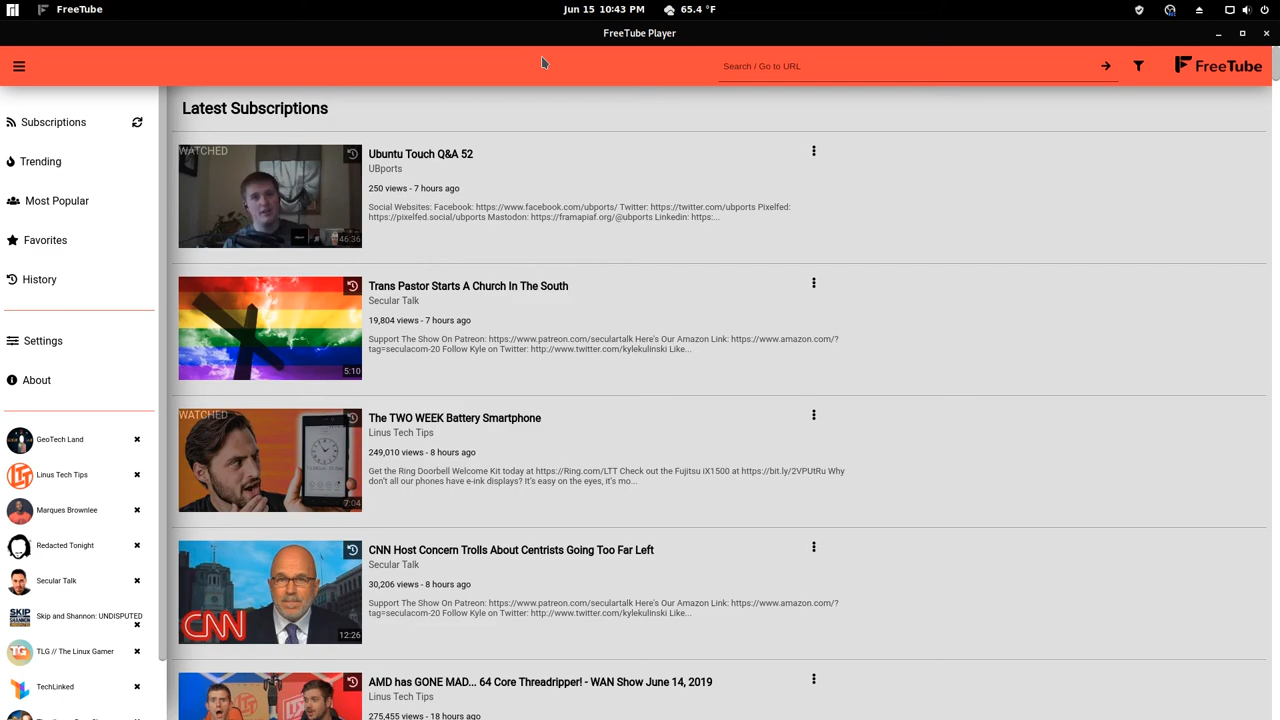 FreeTube
Jun 15 10:43 PM
65.4 °F
FreeTube Player
Search / Go to URL
FreeTube
Subscriptions
Trending
Most Popular
Favorites
History
Settings
About
GeoTech Land
Linus Tech Tips
Marques Brownlee
Redacted Tonight
Secular Talk
Skip and Shannon: UNDISPUTED
TLG // The Linux Gamer
TechLinked
Latest Subscriptions
WATCHED
46:36
Ubuntu Touch Q&A 52
UBports
250 views - 7 hours ago
Social Websites: Facebook: https://www.facebook.com/ubports/ Twitter: https://twitter.com/ubports Pixelfed:
https://pixelfed.social/ubports Mastodon: https://framapiaf.org/@ubports Linkedin: https:...
5:10
Trans Pastor Starts A Church In The South
Secular Talk
19,804 views - 7 hours ago
Support The Show On Patreon: https://www.patreon.com/seculartalk Here's Our Amazon Link: https://www.amazon.com/?
tag=seculacom-20 Follow Kyle on Twitter: http://www.twitter.com/kylekulinski Like...
WATCHED
7:04
The TWO WEEK Battery Smartphone
Linus Tech Tips
249,010 views - 8 hours ago
Get the Ring Doorbell Welcome Kit today at https://Ring.com/LTT Check out the Fujitsu iX1500 at https://bit.ly/2VPUtRu Why
don't all our phones have e-ink displays? It's easy on the eyes, it's mo...
CNN
12:26
CNN Host Concern Trolls About Centrists Going Too Far Left
Secular Talk
30,206 views - 8 hours ago
Support The Show On Patreon: https://www.patreon.com/seculartalk Here's Our Amazon Link: https://www.amazon.com/?
tag=seculacom-20 Follow Kyle on Twitter: http://www.twitter.com/kylekulinski Like...
AMD has GONE MAD... 64 Core Threadripper! - WAN Show June 14, 2019
Linus Tech Tips
275,455 views - 18 hours ago